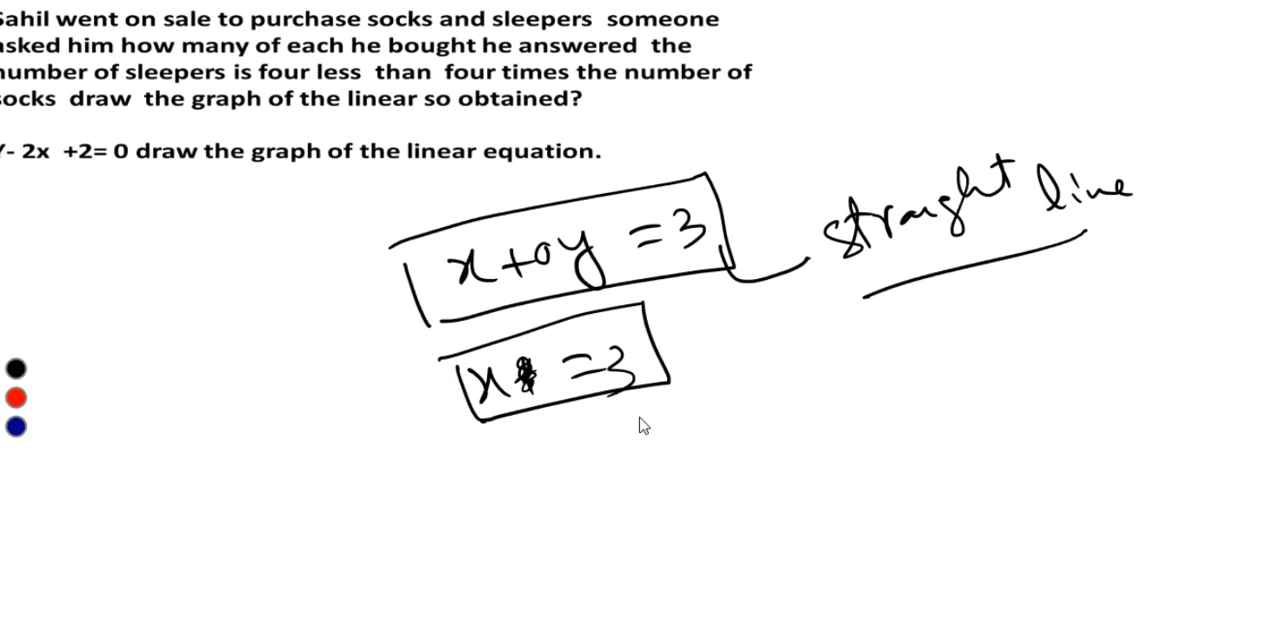 Sahil went on sale to purchase socks and sleepers someone
asked him how many of each he bought he answered the
number of sleepers is four less than four times the number of
socks draw the graph of the linear so obtained?
Y- 2x +2= 0 draw the graph of the linear equation.
x+0y =3
straight line
x =3